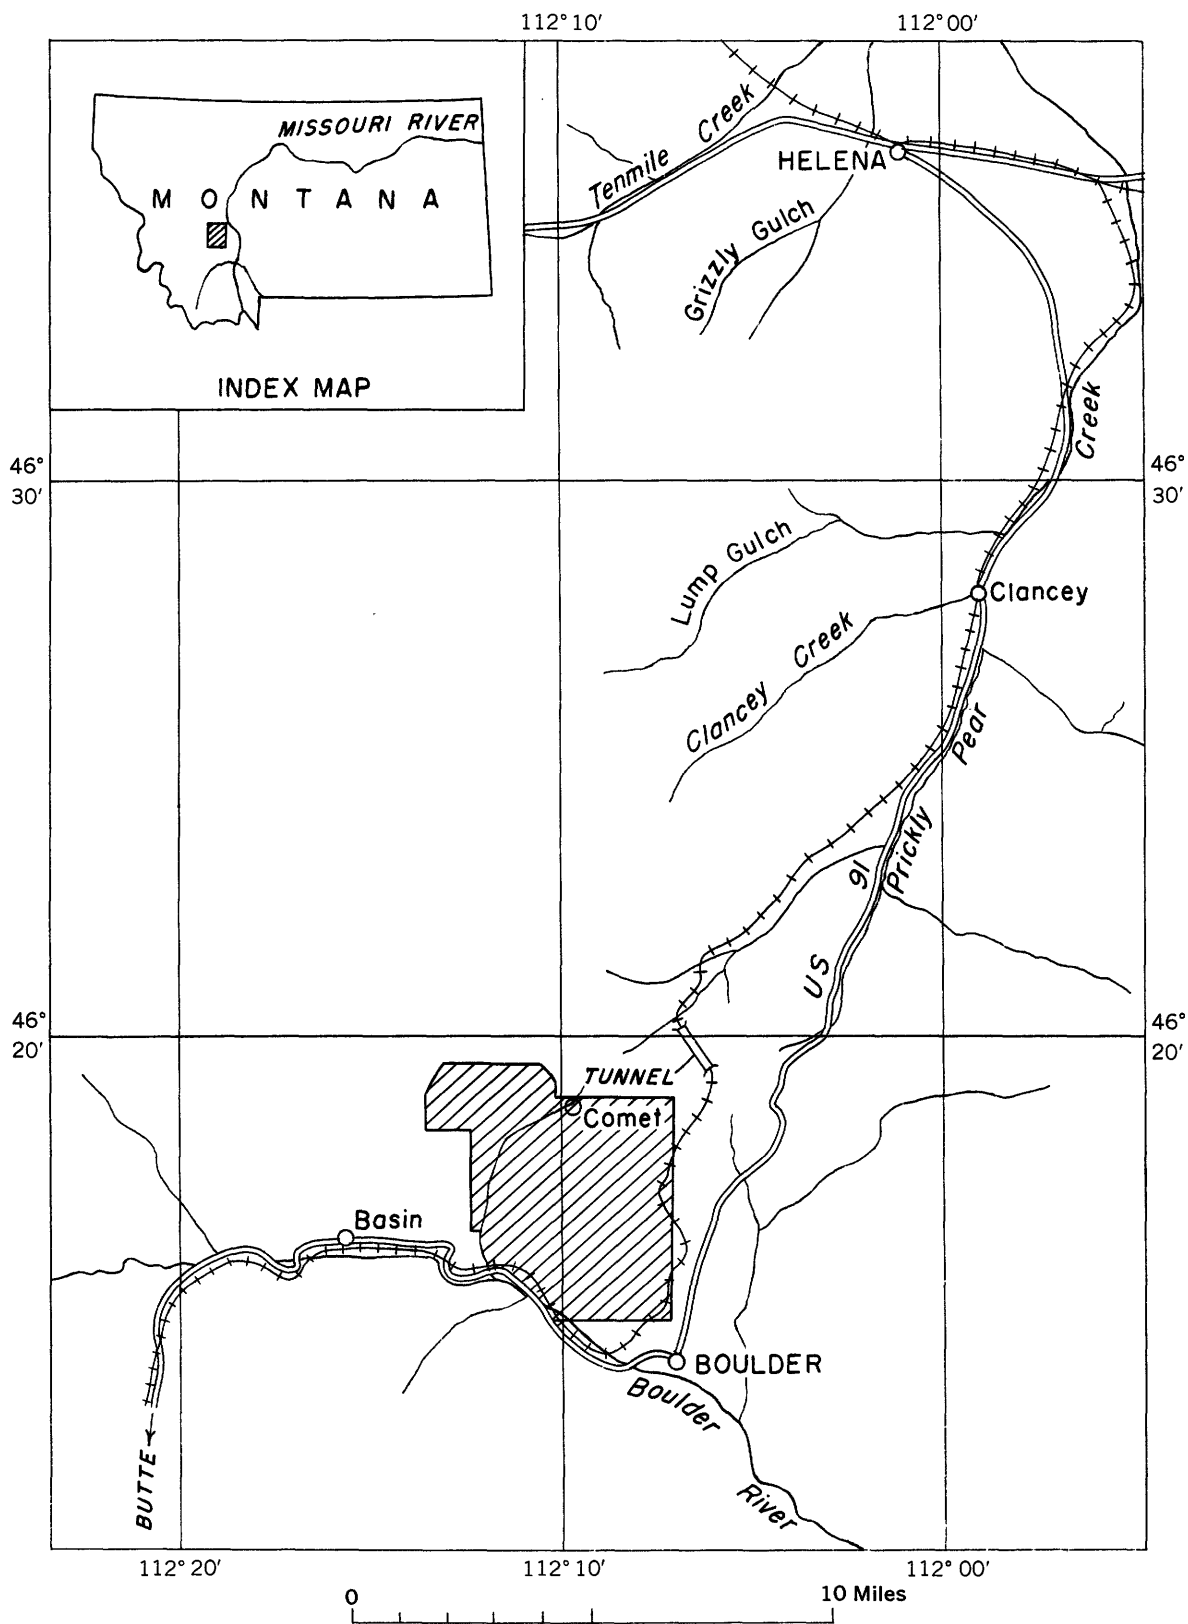 112° 10′ 112° 00′
MISSOURI RIVER
MONTANA
INDEX MAP
Tenmile Creek
HELENA
Grizzly Gulch
Creek
46° 30′
46° 30′
Lump Gulch
Clancey
Clancey Creek
Pear
Prickly
91
US
46° 20′
46° 20′
TUNNEL
Comet
Basin
BOULDER
Boulder
River
BUTTE
112° 20′ 112° 10′ 112° 00′
0 10 Miles